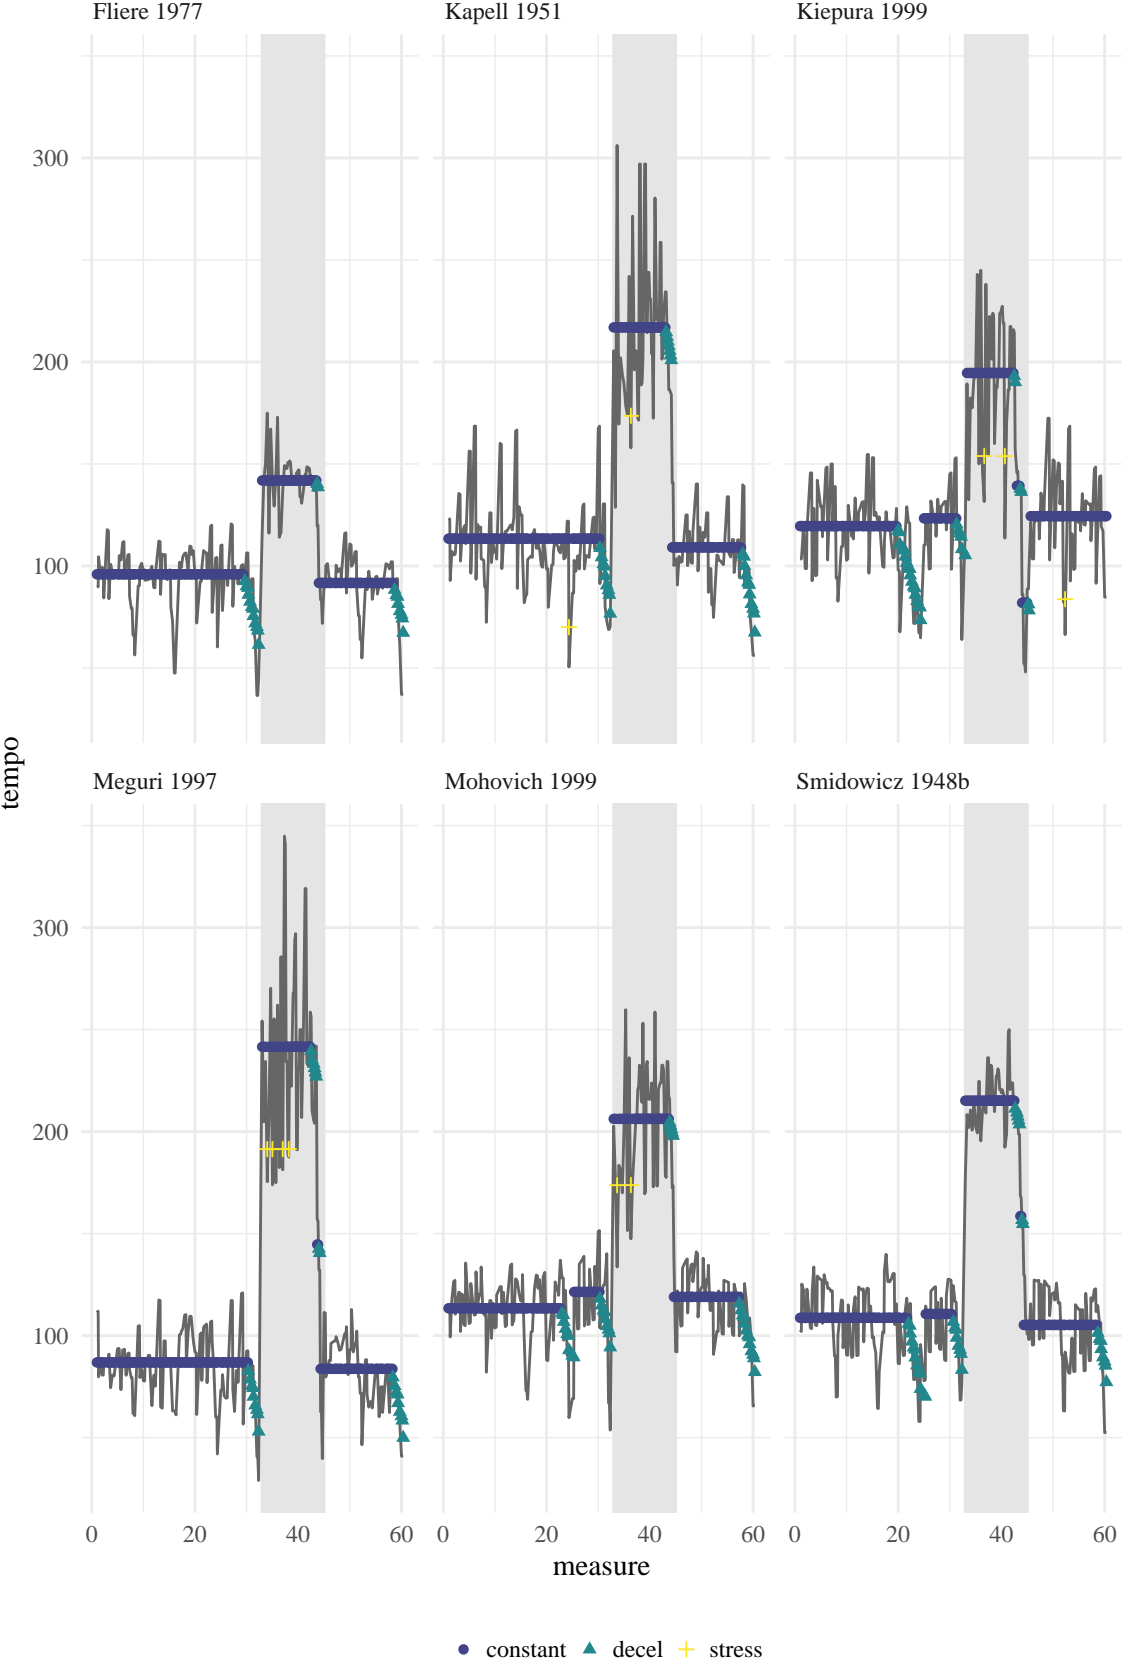 Fliere 1977 Kapell 1951 Kiepura 1999
300
200
100
tempo
Meguri 1997 Mohovich 1999 Smidowicz 1948b
300
200
100
0 20 40 60 0 20 40 60 0 20 40 60
measure
constant decel stress